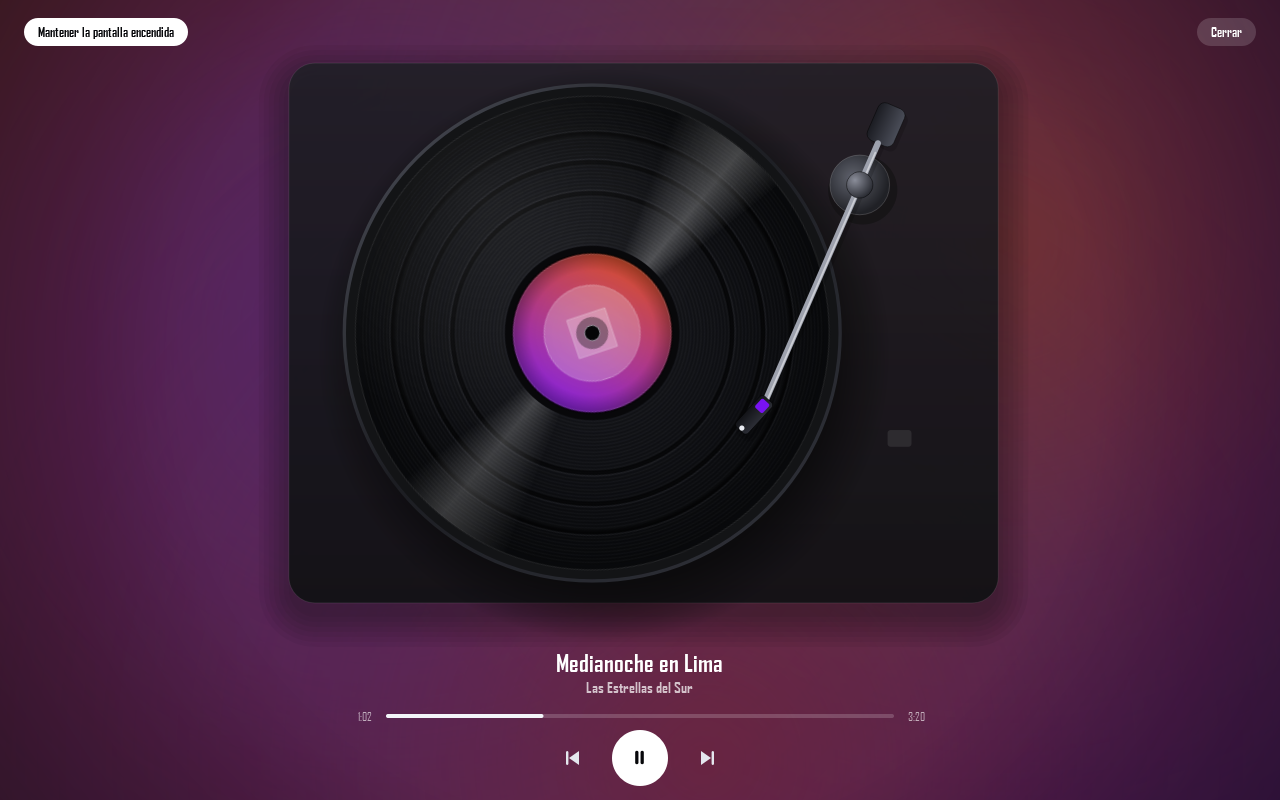 Mantener la pantalla encendida
Cerrar
Medianoche en Lima
Las Estrellas del Sur
1:02
3:20